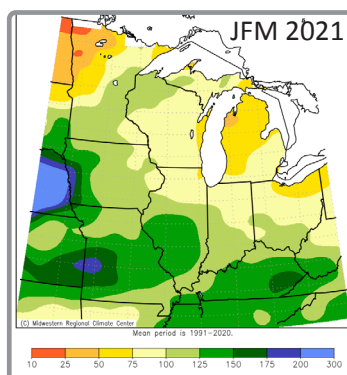 JFM 2021
(C) Midwestern Regional Climate Center
Mean period is 1991-2020.
10 25 50 75 100 125 150 175 200 300